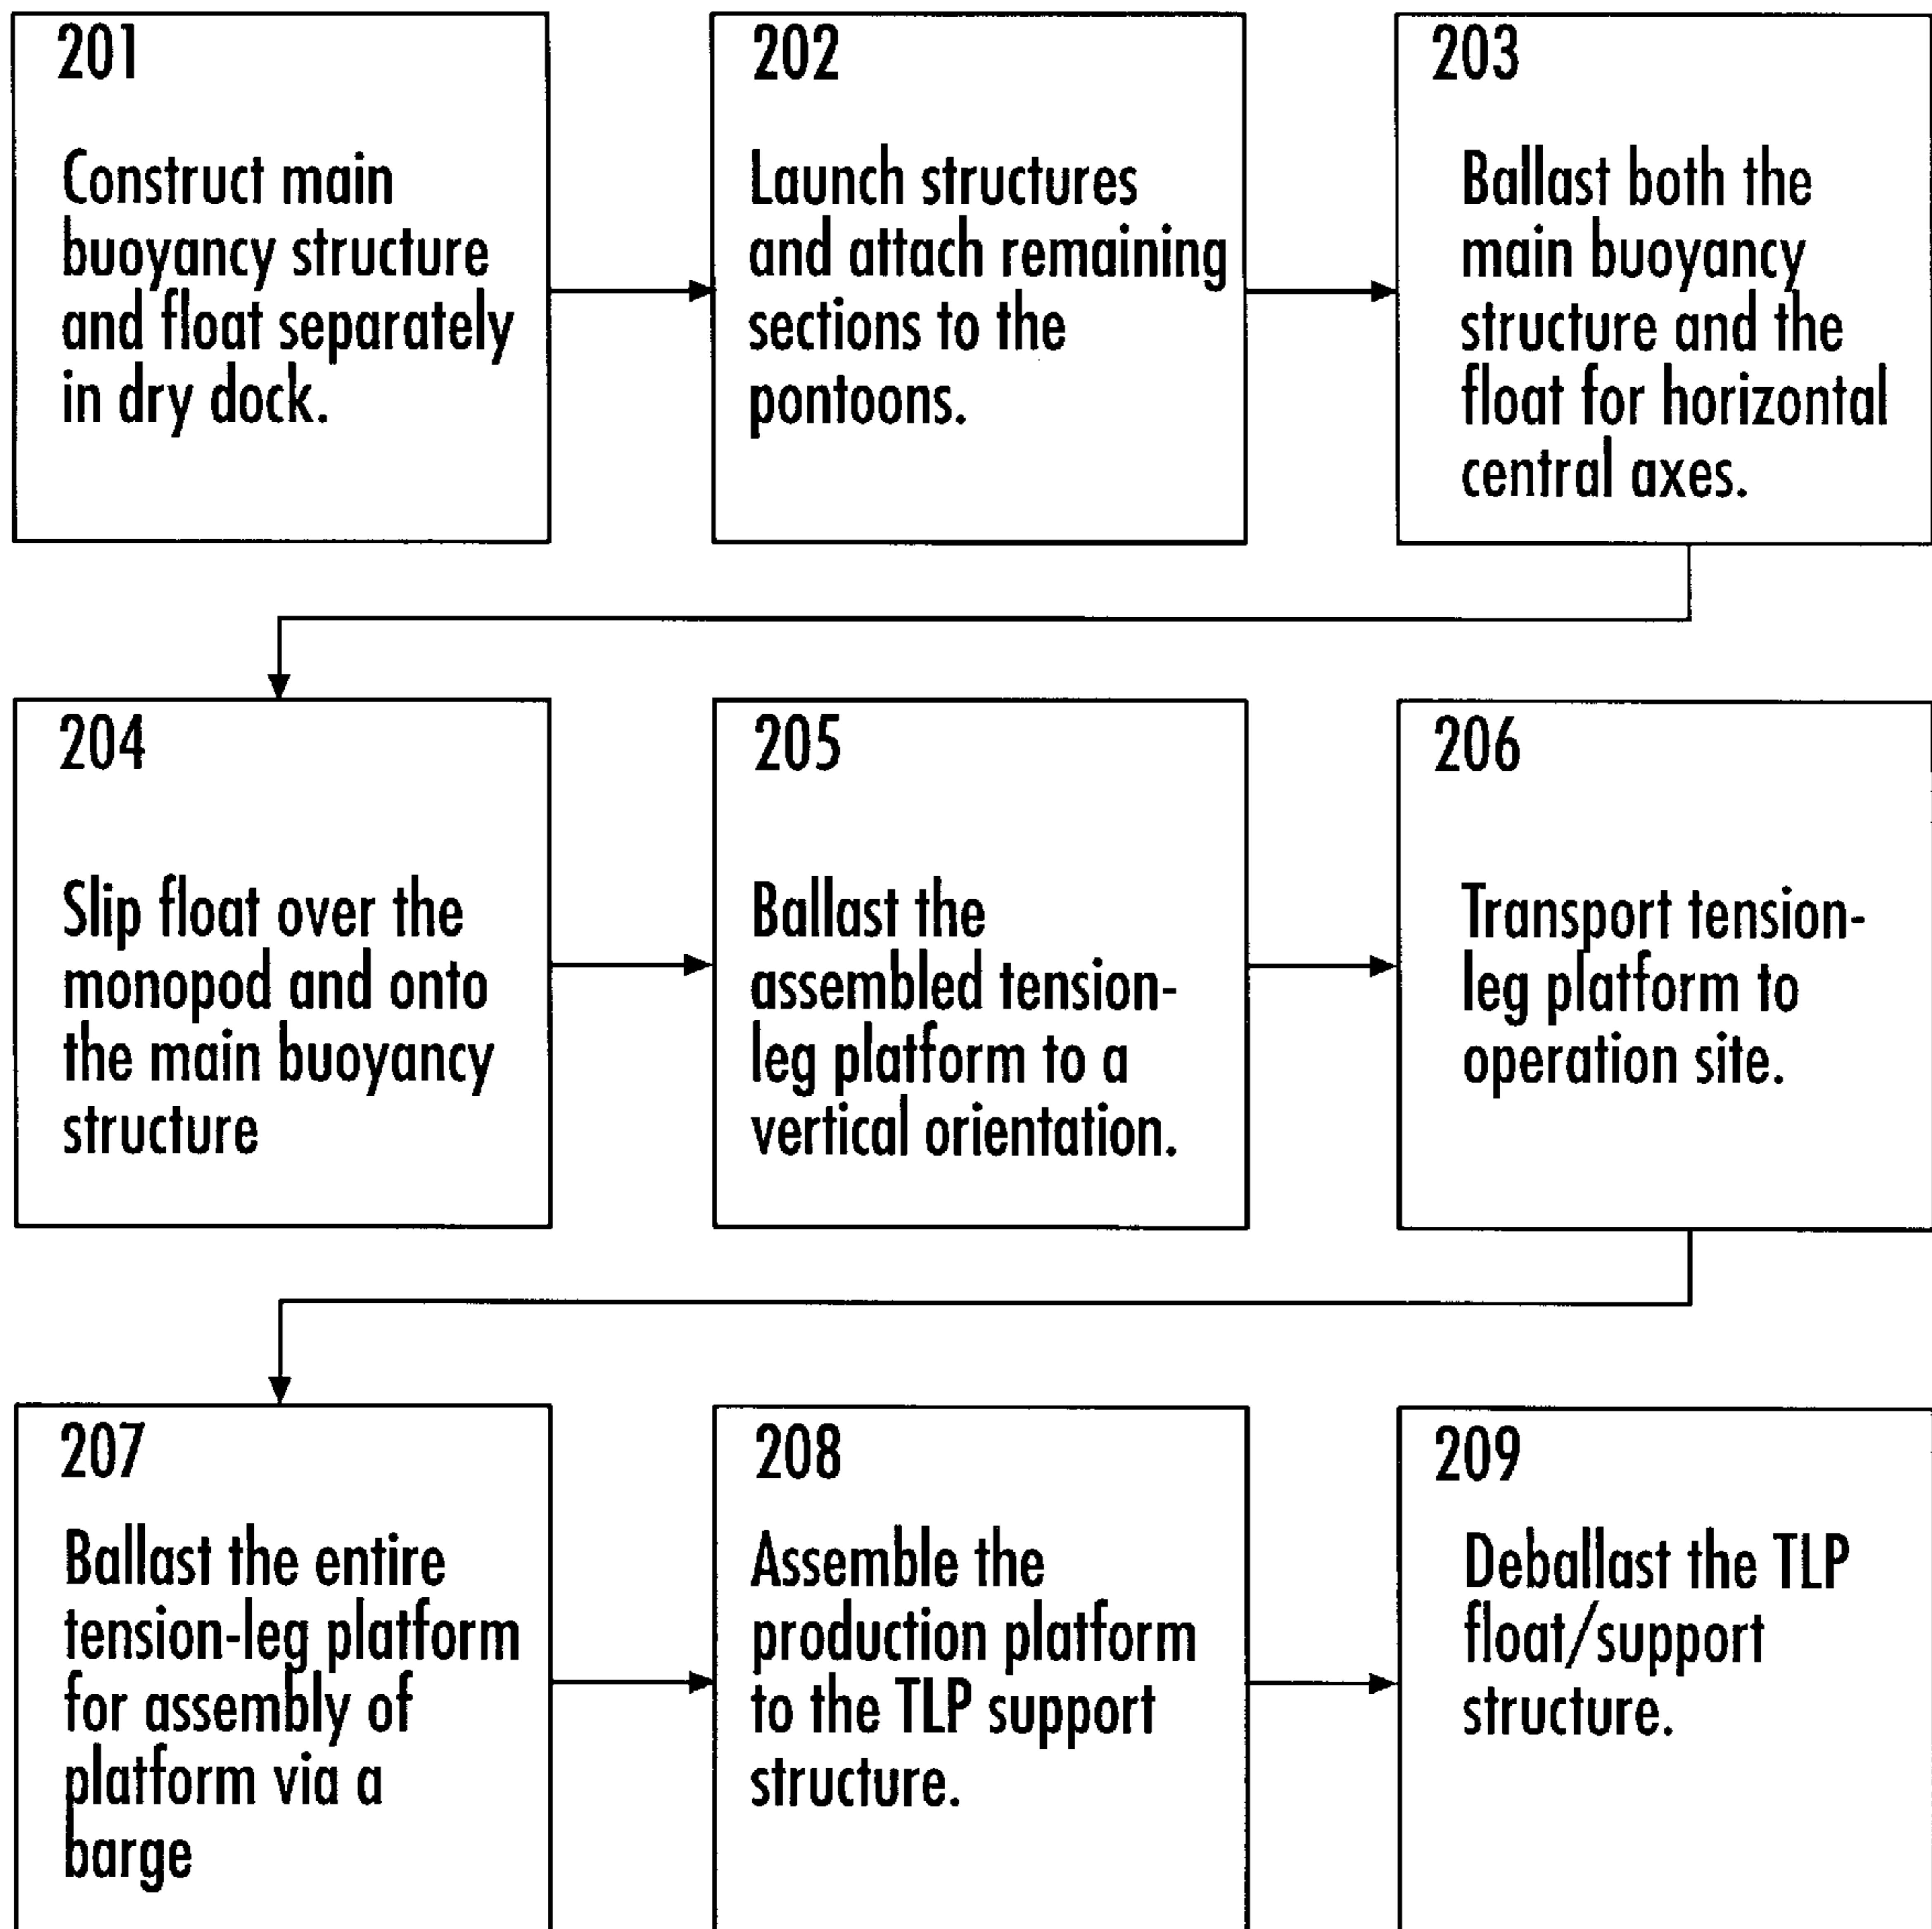 201
Construct main
buoyancy structure
and float separately
in dry dock.
202
Launch structures
and attach remaining
sections to the
pontoons.
203
Ballast both the
main buoyancy
structure and the
float for horizontal
central axes.
204
Slip float over the
monopod and onto
the main buoyancy
structure
205
Ballast the
assembled tension-
leg platform to a
vertical orientation.
206
Transport tension-
leg platform to
operation site.
207
Ballast the entire
tension-leg platform
for assembly of
platform via a
barge
208
Assemble the
production platform
to the TLP support
structure.
209
Deballast the TLP
float/support
structure.